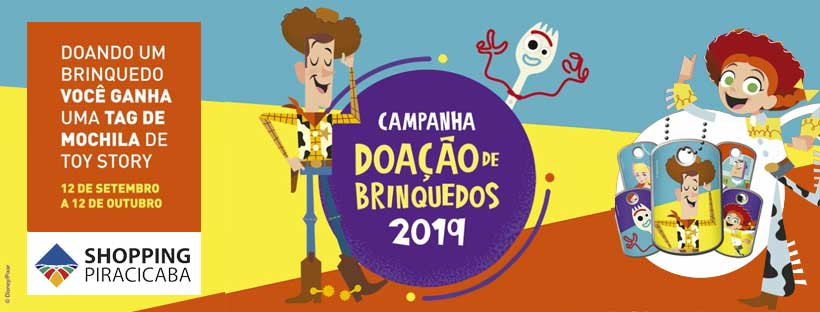 DOANDO UM
BRINQUEDO
VOCÊ GANHA
UMA TAG DE
MOCHILA DE
TOY STORY
12 DE SETEMBRO
A 12 DE OUTUBRO
SHOPPING
PIRACICABA
© Disney/Pixar
CAMPANHA
DOAÇÃO DE
BRINQUEDOS
2019